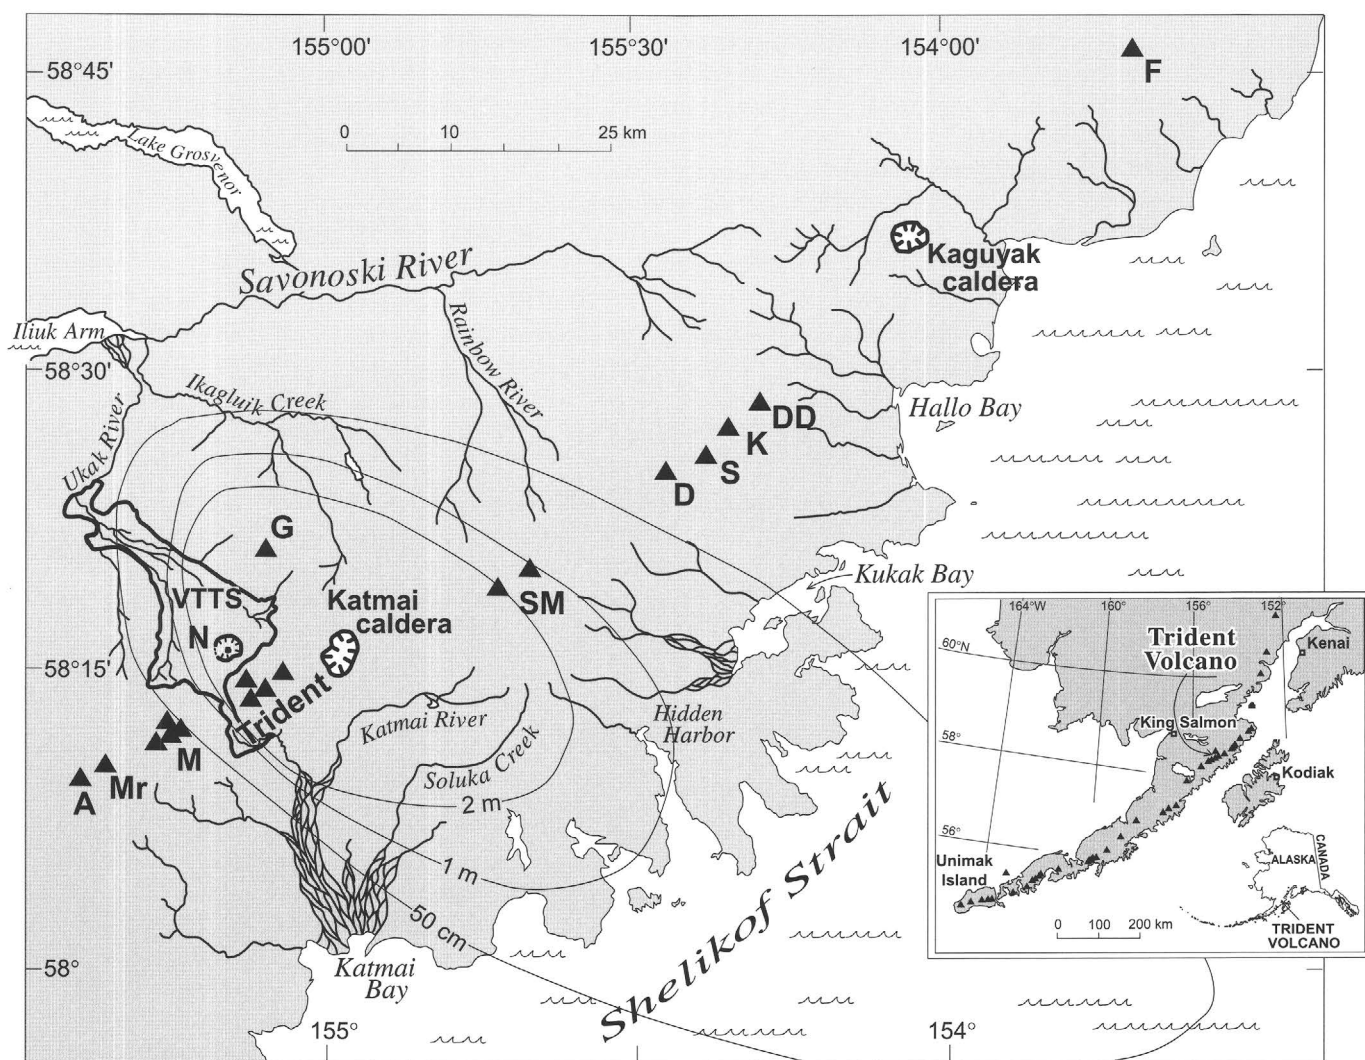 155°00'
155°30'
154°00'
58°45'
F
0
10
25 km
Lake Grosvenor
Savonoski River
Kaguyak
caldera
Iliuk Arm
58°30'
Rainbow River
Ikagluik Creek
Ukak River
Hallo Bay
DD
K
S
D
G
Kukak Bay
SM
VTTS
Katmai
caldera
N
58°15'
Trident
Katmai River
Hidden
Harbor
M
Soluka Creek
Mr
A
2 m
1 m
50 cm
Shelikof Strait
58°
Katmai
Bay
155°
154°
164°W
160°
156°
152°
60°N
Trident
Volcano
Kenai
King Salmon
58°
Kodiak
56°
Unimak
Island
ALASKA
CANADA
0 100 200 km
TRIDENT
VOLCANO